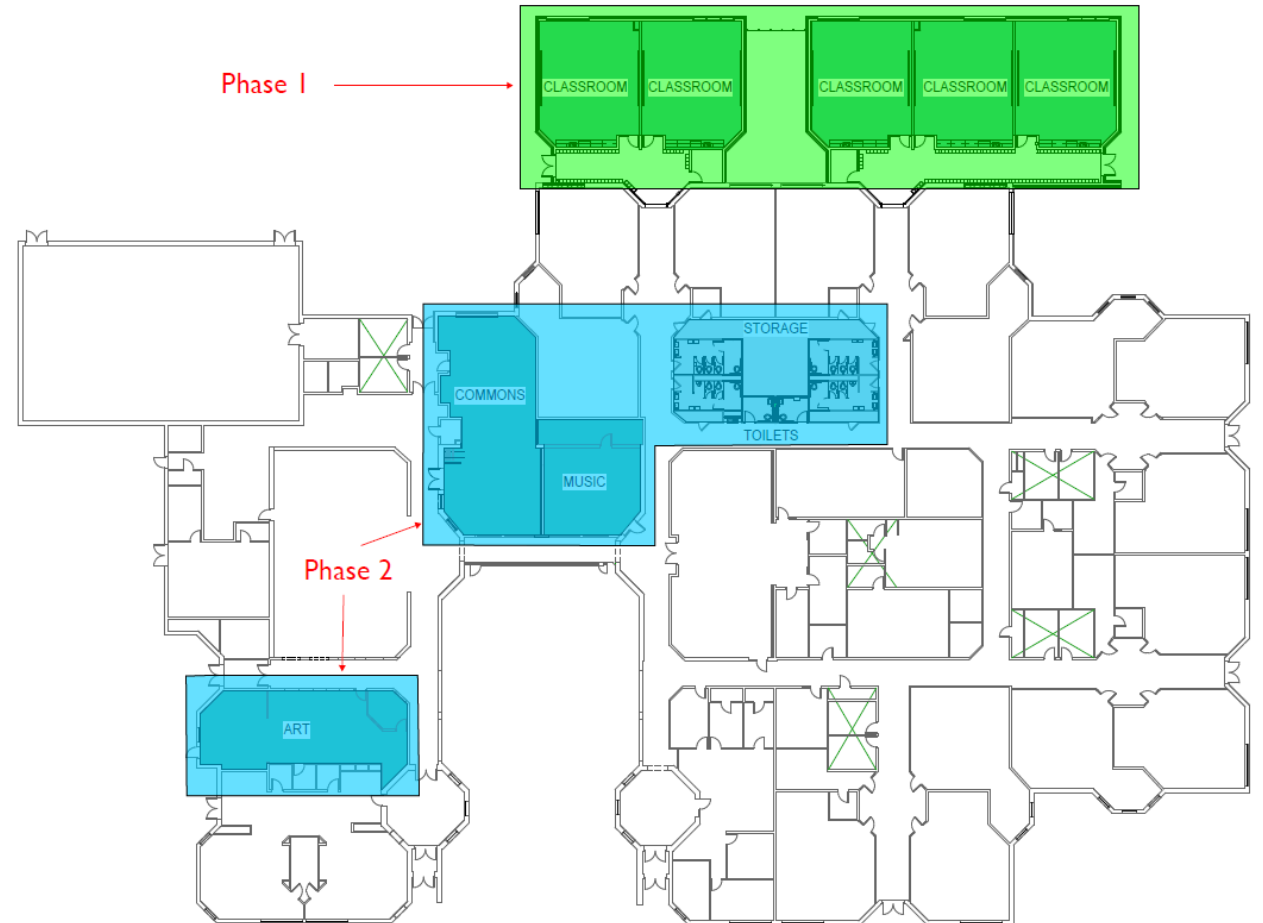 Phase 1
CLASSROOM
CLASSROOM
CLASSROOM
CLASSROOM
CLASSROOM
STORAGE
COMMONS
TOILETS
MUSIC
Phase 2
ART